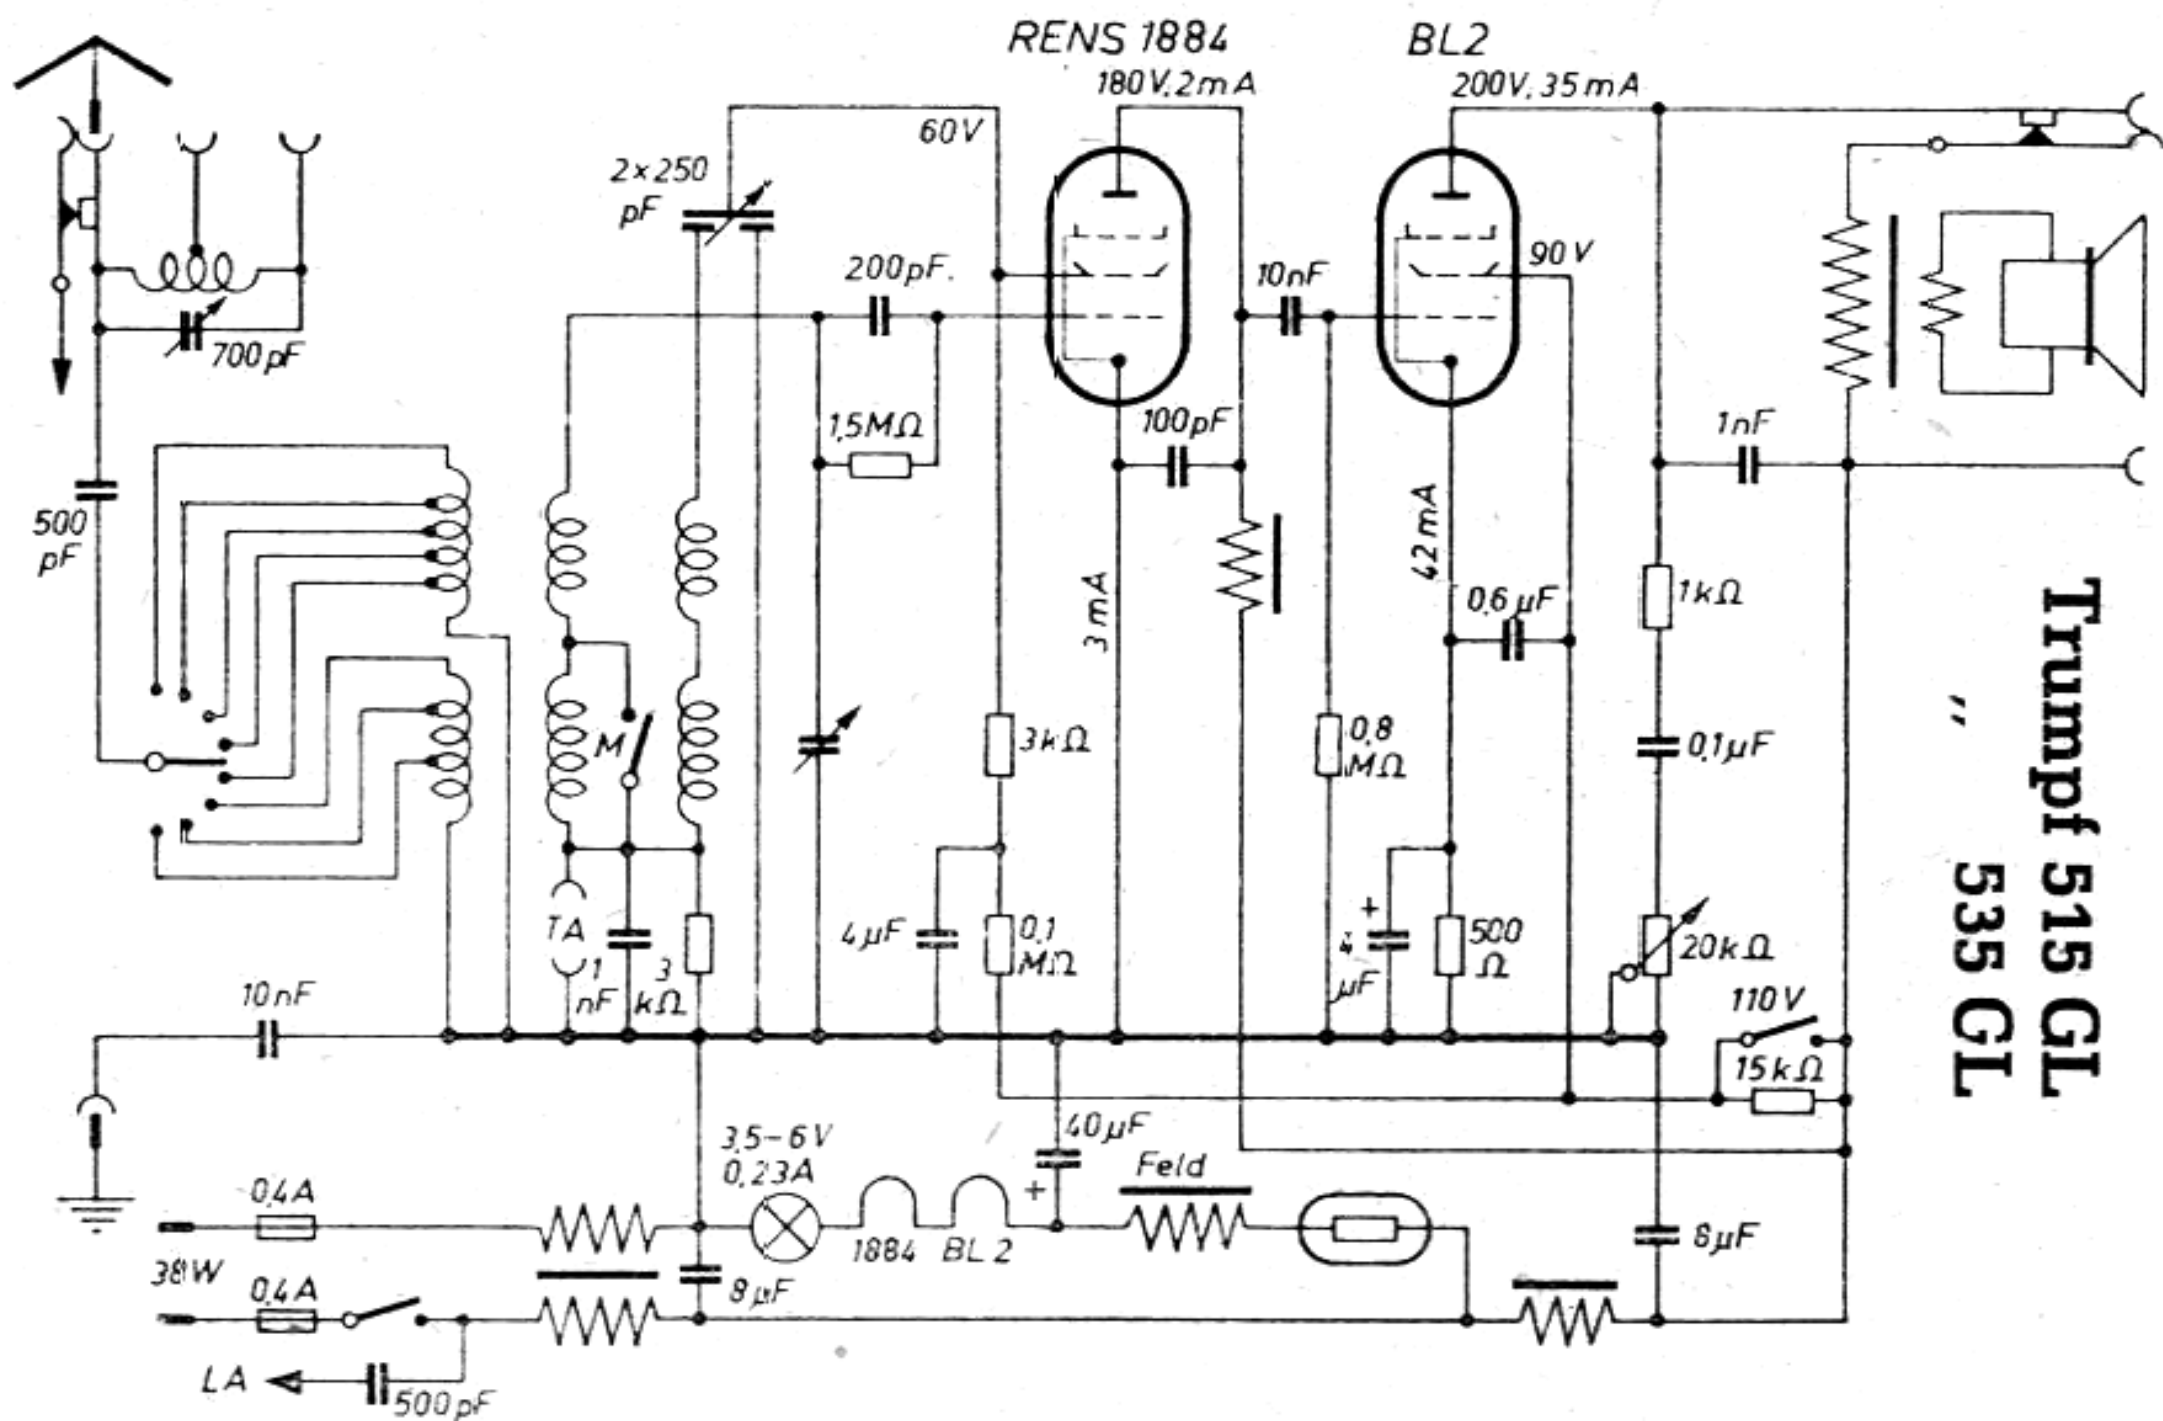 RENS 1884
180V, 2mA
BL2
200V, 35mA
60V
2×250
pF
200pF.
90V
10nF
700pF
1,5MΩ
100pF
1nF
500
pF
42mA
3mA
0,6µF
1kΩ
M
3kΩ
0,8
MΩ
0,1µF
TA
1
nF
3
kΩ
4µF
0,1
MΩ
+
4
µF
500
Ω
20kΩ
10nF
110V
15kΩ
3,5-6V
0,23A
40µF
+
Feld
0,4A
1884
BL2
8µF
38W
0,4A
8µF
LA
500pF
Trumpf 515 GL
" 535 GL